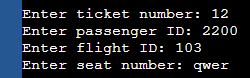 Enter ticket number: 12
Enter passenger ID: 2200
Enter flight ID: 103
Enter seat number: qwer